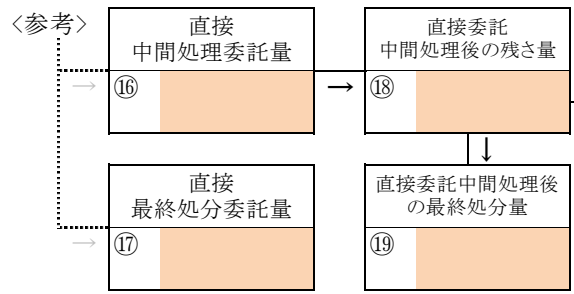 〈参考〉
直接
中間処理委託量
→ ⑯
→
直接委託
中間処理後の残さ量
⑱
↓
直接
最終処分委託量
→ ⑰
直接委託中間処理後
の最終処分量
⑲